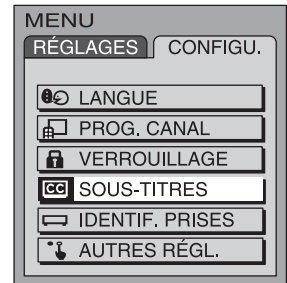 MENU
RÉGLAGES CONFIGU.
LANGUE
PROG. CANAL
VERROUILLAGE
CC SOUS-TITRES
IDENTIF. PRISES
AUTRES RÉGL.